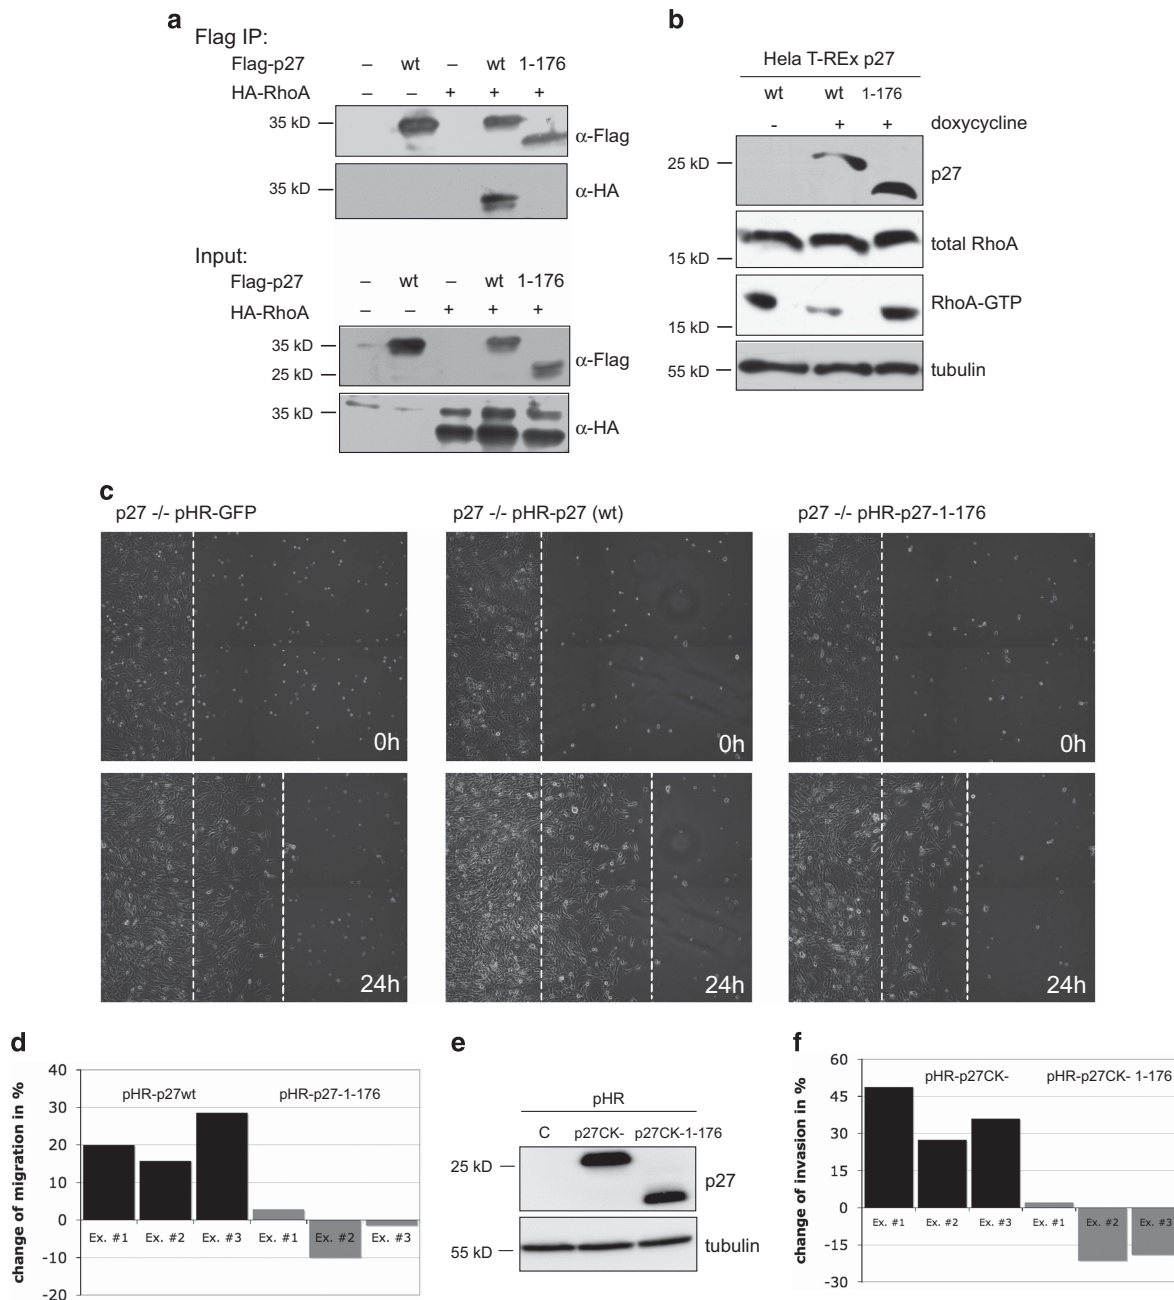 a
Flag IP:
Flag-p27 – wt – wt 1-176
HA-RhoA – – + + +
35 kD α-Flag
35 kD α-HA
Input:
Flag-p27 – wt – wt 1-176
HA-RhoA – – + + +
35 kD
25 kD
α-Flag
35 kD
α-HA
b
Hela T-REx p27
wt wt 1-176
- + + doxycycline
25 kD p27
total RhoA
15 kD
RhoA-GTP
15 kD
55 kD tubulin
c
p27 -/- pHR-GFP
p27 -/- pHR-p27 (wt)
p27 -/- pHR-p27-1-176
0h
0h
0h
24h
24h
24h
d
change of migration in %
40
30
20
10
0
-10
-20
pHR-p27wt
pHR-p27-1-176
Ex. #1 Ex. #2 Ex. #3 Ex. #1 Ex. #2 Ex. #3
e
pHR
C p27CK- p27CK-1-176
25 kD
p27
55 kD
tubulin
f
change of invasion in %
60
45
30
15
0
-15
-30
pHR-p27CK-
pHR-p27CK- 1-176
Ex. #1 Ex. #2 Ex. #3 Ex. #1 Ex. #2 Ex. #3